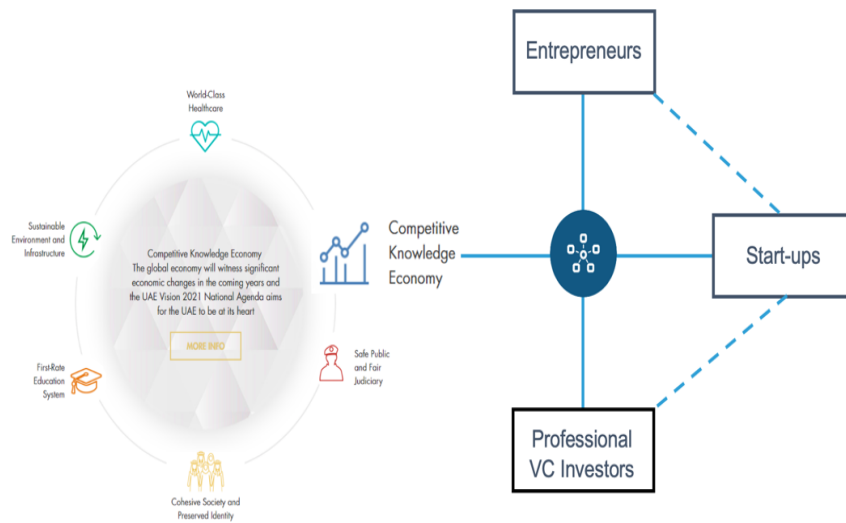 World-Class
Healthcare
Sustainable
Environment and
Infrastructure
Competitive Knowledge Economy
The global economy will witness significant
economic changes in the coming years and
the UAE Vision 2021 National Agenda aims
for the UAE to be at its heart
MORE INFO
Competitive
Knowledge
Economy
First-Rate
Education
System
Safe Public
and Fair
Judiciary
Cohesive Society and
Preserved Identity
Entrepreneurs
Start-ups
Professional
VC Investors